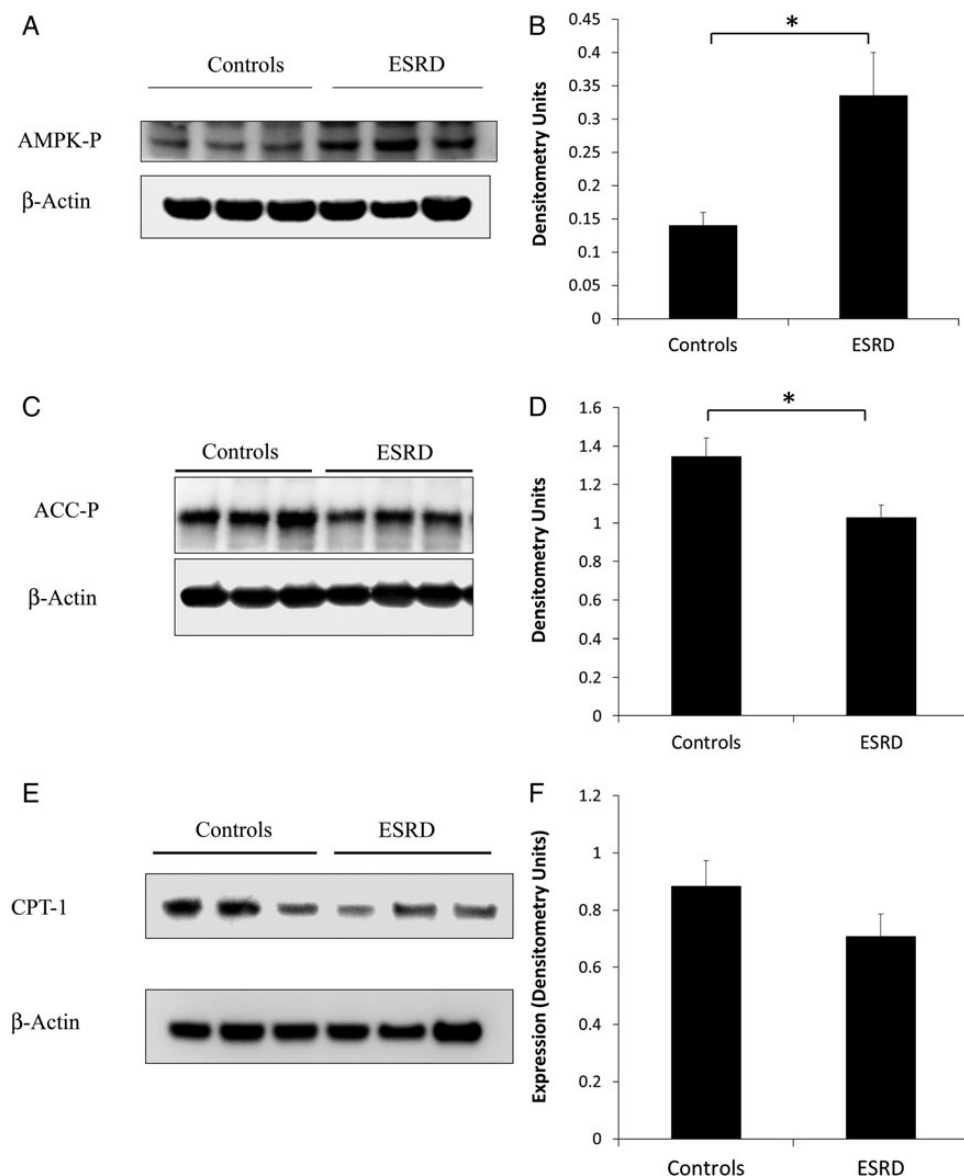 A
Controls ESRD
AMPK-P
β-Actin
B
Densitometry Units
0.45
0.4
0.35
0.3
0.25
0.2
0.15
0.1
0.05
0
*
Controls ESRD
C
Controls ESRD
ACC-P
β-Actin
D
Densitometry Units
1.6
1.4
1.2
1
0.8
0.6
0.4
0.2
0
*
Controls ESRD
E
Controls ESRD
CPT-1
β-Actin
F
Expression (Densitometry Units)
1.2
1
0.8
0.6
0.4
0.2
0
Controls ESRD